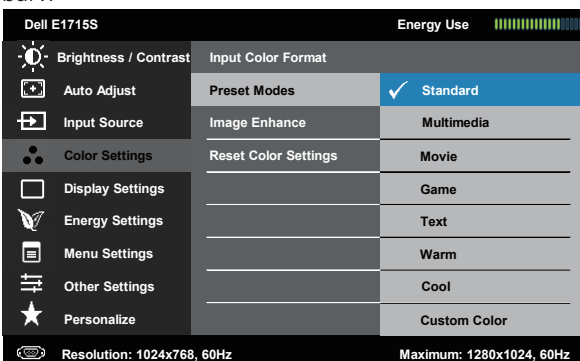 Dell E1715S Energy Use
Brightness / Contrast Input Color Format
Auto Adjust Preset Modes Standard
Input Source Image Enhance Multimedia
Color Settings Reset Color Settings Movie
Display Settings Game
Energy Settings Text
Menu Settings Warm
Other Settings Cool
Personalize Custom Color
Resolution: 1024x768, 60Hz Maximum: 1280x1024, 60Hz